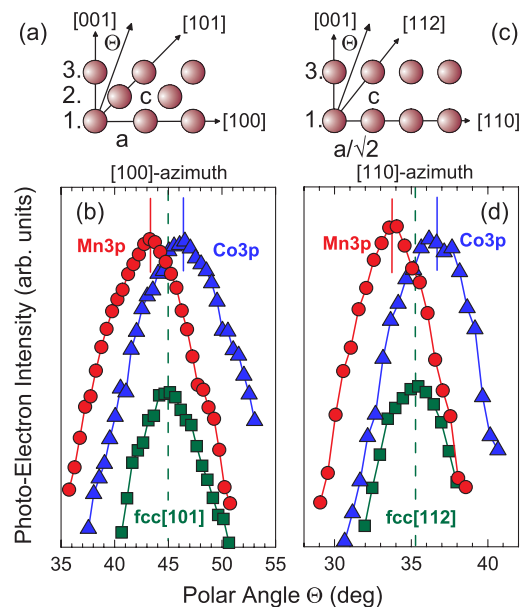 (a)
[001]
Θ
[101]
3.
2.
c
1.
[100]
a
(c)
[001]
Θ
[112]
3.
2.
c
1.
[110]
a/√2
[100]-azimuth
[110]-azimuth
(b)
Mn3p
Co3p
fcc[101]
(d)
Mn3p
Co3p
fcc[112]
Photo-Electron Intensity (arb. units)
35 40 45 50 55
30 35 40
Polar Angle Θ (deg)